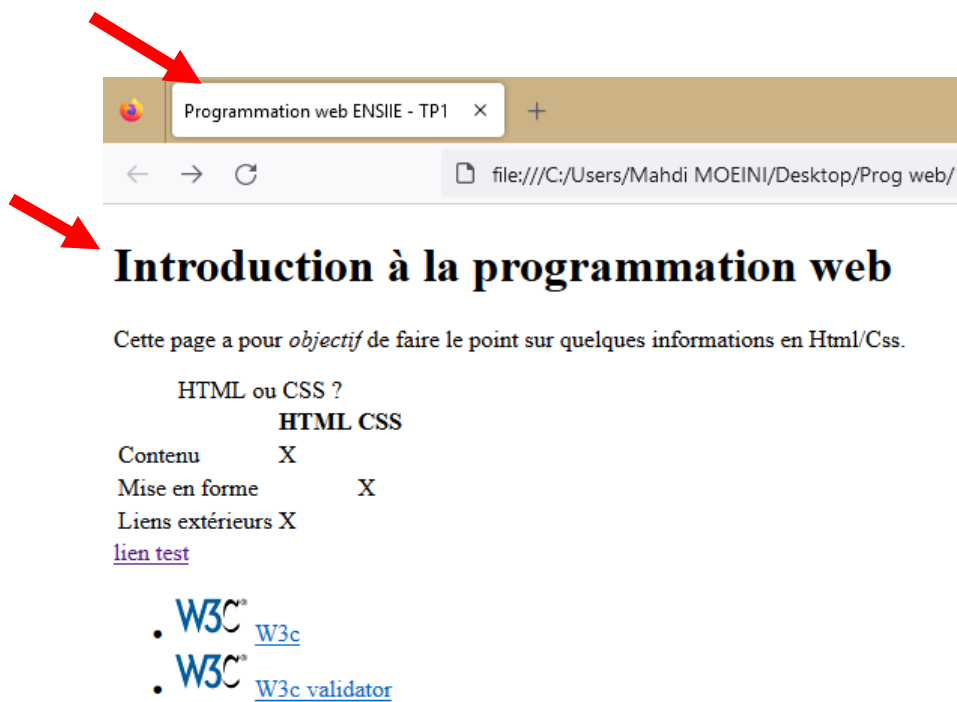 Programmation web ENSIIE - TP1
file:///C:/Users/Mahdi MOEINI/Desktop/Prog web/
Introduction à la programmation web
Cette page a pour objectif de faire le point sur quelques informations en Html/Css.
HTML ou CSS ?
HTML CSS
Contenu X
Mise en forme X
Liens extérieurs X
lien test
W3C W3c
W3C W3c validator